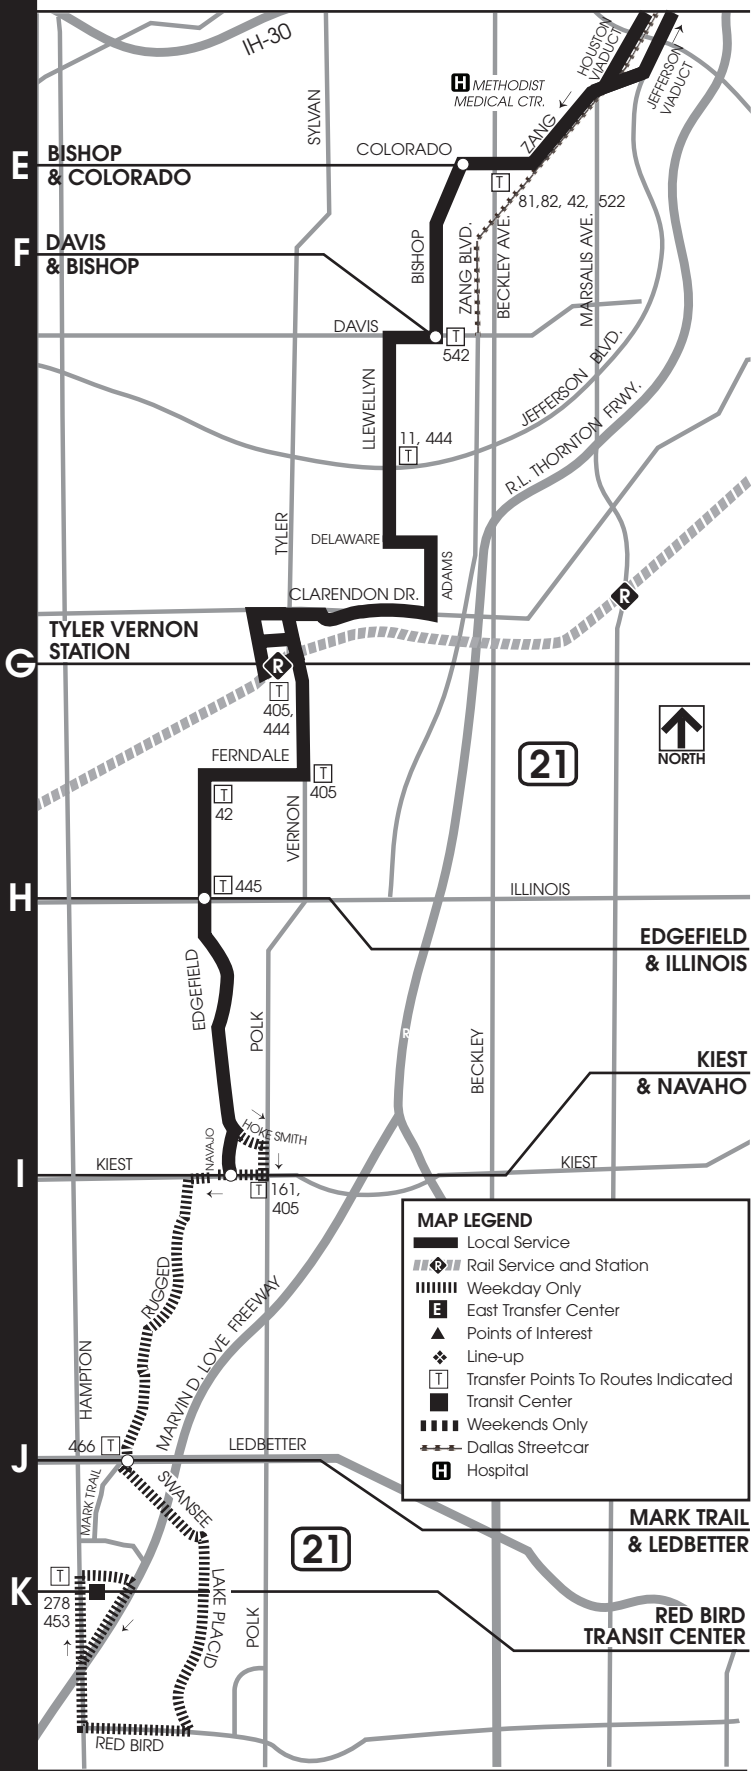 IH-30
HOUSTON
VIADUCT
JEFFERSON
VIADUCT
H METHODIST
MEDICAL CTR.
SYLVAN
ZANG
COLORADO
E BISHOP
& COLORADO
T
81,82, 42, 522
F DAVIS
& BISHOP
BISHOP
ZANG BLVD.
BECKLEY AVE.
MARSALIS AVE.
DAVIS
T
542
JEFFERSON BLVD.
LLEWELLYN
R.L. THORNTON FRWY.
11, 444
T
TYLER
DELAWARE
ADAMS
CLARENDON DR.
R
TYLER VERNON
STATION
G
R
T
405,
444
NORTH
21
FERNDALE
T
405
T
42
VERNON
H
T 445
ILLINOIS
EDGEFIELD
& ILLINOIS
EDGEFIELD
POLK
R
BECKLEY
KIEST
& NAVAHO
HOKE SMITH
NAVAJO
I
KIEST
KIEST
T 161,
405
MAP LEGEND
Local Service
R Rail Service and Station
Weekday Only
E East Transfer Center
Points of Interest
Line-up
T Transfer Points To Routes Indicated
Transit Center
Weekends Only
Dallas Streetcar
H Hospital
RUGGED
MARVIN D. LOVE FREEWAY
HAMPTON
466 T
LEDBETTER
J
MARK TRAIL
SWANSEE
MARK TRAIL
& LEDBETTER
21
T
K
278
453
LAKE PLACID
POLK
RED BIRD
TRANSIT CENTER
RED BIRD